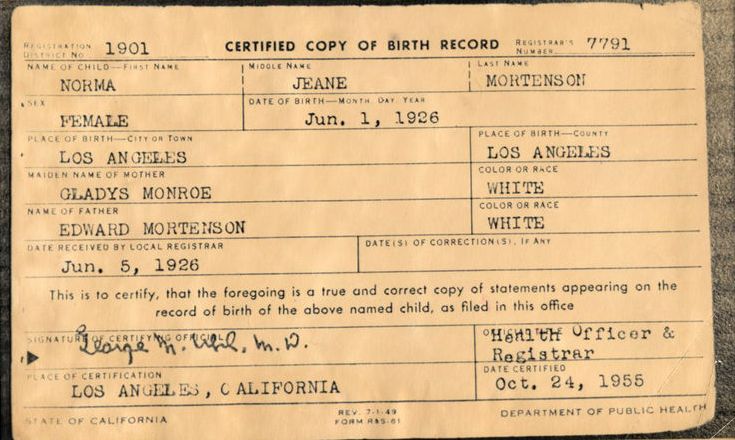 REGISTRATION DISTRICT NO. 1901 CERTIFIED COPY OF BIRTH RECORD REGISTRAR'S NUMBER 7791
NAME OF CHILD—FIRST NAME MIDDLE NAME LAST NAME
NORMA JEANE MORTENSON
SEX DATE OF BIRTH—MONTH DAY YEAR
FEMALE Jun. 1, 1926
PLACE OF BIRTH—CITY OR TOWN PLACE OF BIRTH—COUNTY
LOS ANGELES LOS ANGELES
MAIDEN NAME OF MOTHER COLOR OR RACE
GLADYS MONROE WHITE
NAME OF FATHER COLOR OR RACE
EDWARD MORTENSON WHITE
DATE RECEIVED BY LOCAL REGISTRAR DATE(S) OF CORRECTION(S), IF ANY
Jun. 5, 1926
This is to certify, that the foregoing is a true and correct copy of statements appearing on the
record of birth of the above named child, as filed in this office
SIGNATURE OF CERTIFYING OFFICIAL
George M. M.D. Health Officer &
Registrar
PLACE OF CERTIFICATION DATE CERTIFIED
LOS ANGELES, CALIFORNIA Oct. 24, 1955
STATE OF CALIFORNIA REV. 7-1-49 DEPARTMENT OF PUBLIC HEALTH
FORM R&S-61